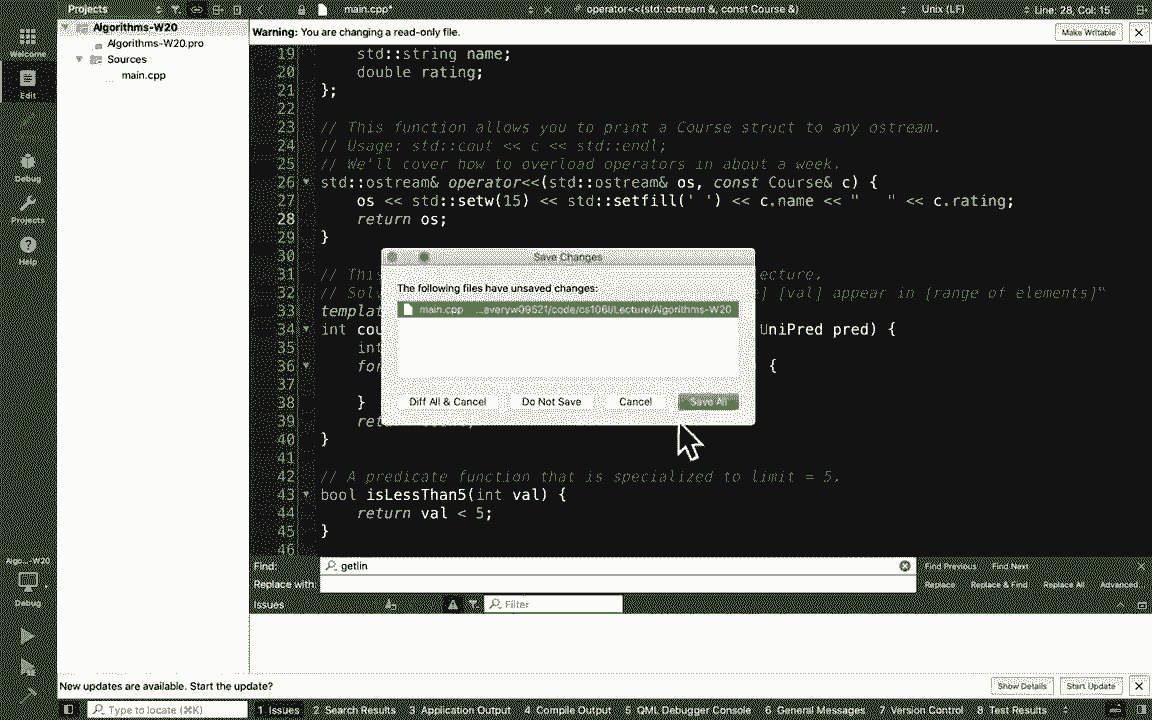 Projects
main.cpp*
operator<<(std::ostream &, const Course &)
Unix (LF)
Line: 28, Col: 15
Welcome
Edit
Debug
Projects
Help
Algorithms-W20
Algorithms-W20.pro
Sources
main.cpp
Warning: You are changing a read-only file.
Make Writable
19 std::string name;
20 double rating;
21 };
22
23 // This function allows you to print a Course struct to any ostream.
24 // Usage: std::cout << c << std::endl;
25 // We'll cover how to overload operators in about a week.
26 std::ostream& operator<<(std::ostream& os, const Course& c) {
27 os << std::setw(15) << std::setfill(' ') << c.name << "   " << c.rating;
28 return os;
29 }
30
31 // This ecture.
32 // Sol e] [val] appear in [range of elements]"
33 templat
34 int cou UniPred pred) {
35 int
36 for {
37
38 }
39 ret
40 }
41
42 // A predicate function that is specialized to limit = 5.
43 bool isLessThan5(int val) {
44 return val < 5;
45 }
46
Save Changes
The following files have unsaved changes:
main.cpp ...averyw09521/code/cs106l/Lecture/Algorithms-W20
Diff All & Cancel
Do Not Save
Cancel
Save All
Find:
getlin
Find Previous
Find Next
Replace with:
Replace
Replace & Find
Replace All
Advanced...
Issues
Filter
Algo...-W20
Debug
New updates are available. Start the update?
Show Details
Start Update
Type to locate (⌘K)
1 Issues
2 Search Results
3 Application Output
4 Compile Output
5 QML Debugger Console
6 General Messages
7 Version Control
8 Test Results